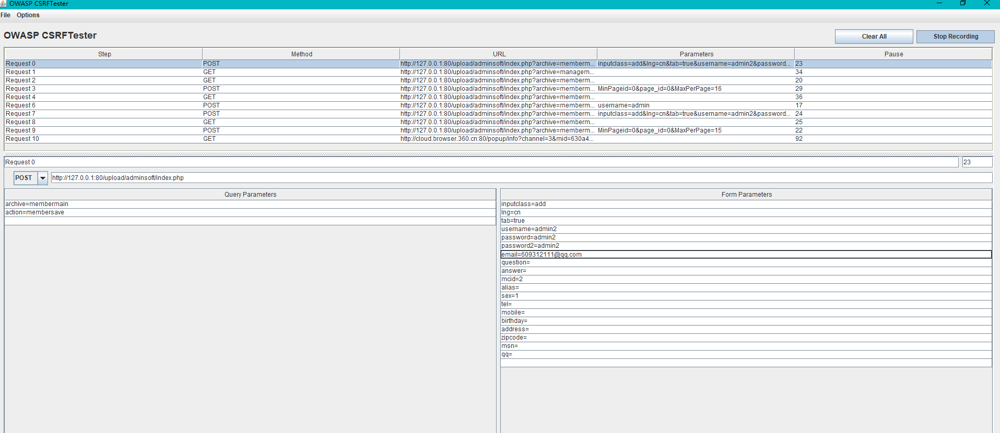 OWASP CSRFTester
File Options
OWASP CSRFTester
Clear All Stop Recording
Step Method URL Parameters Pause
Request 0 POST http://127.0.0.1:80/upload/adminsoft/index.php?archive=memberm... inputclass=add&lng=cn&tab=true&username=admin2&password... 23
Request 1 GET http://127.0.0.1:80/upload/adminsoft/index.php?archive=managem... 34
Request 2 GET http://127.0.0.1:80/upload/adminsoft/index.php?archive=memberm... 20
Request 3 POST http://127.0.0.1:80/upload/adminsoft/index.php?archive=memberm... MinPageid=0&page_id=0&MaxPerPage=16 29
Request 4 GET http://127.0.0.1:80/upload/adminsoft/index.php?archive=memberm... 36
Request 6 POST http://127.0.0.1:80/upload/adminsoft/index.php?archive=memberm... username=admin 17
Request 7 POST http://127.0.0.1:80/upload/adminsoft/index.php?archive=memberm... inputclass=add&lng=cn&tab=true&username=admin2&password... 24
Request 8 GET http://127.0.0.1:80/upload/adminsoft/index.php?archive=memberm... 25
Request 9 POST http://127.0.0.1:80/upload/adminsoft/index.php?archive=memberm... MinPageid=0&page_id=0&MaxPerPage=15 22
Request 10 GET http://cloud.browser.360.cn:80/popup/info?channel=3&mid=630a4... 92
Request 0 23
POST http://127.0.0.1:80/upload/adminsoft/index.php
Query Parameters
archive=membermain
action=membersave
Form Parameters
inputclass=add
lng=cn
tab=true
username=admin2
password=admin2
password2=admin2
email=609312111@qq.com
question=
answer=
mcid=2
alias=
sex=1
tel=
mobile=
birthday=
address=
zipcode=
msn=
qq=